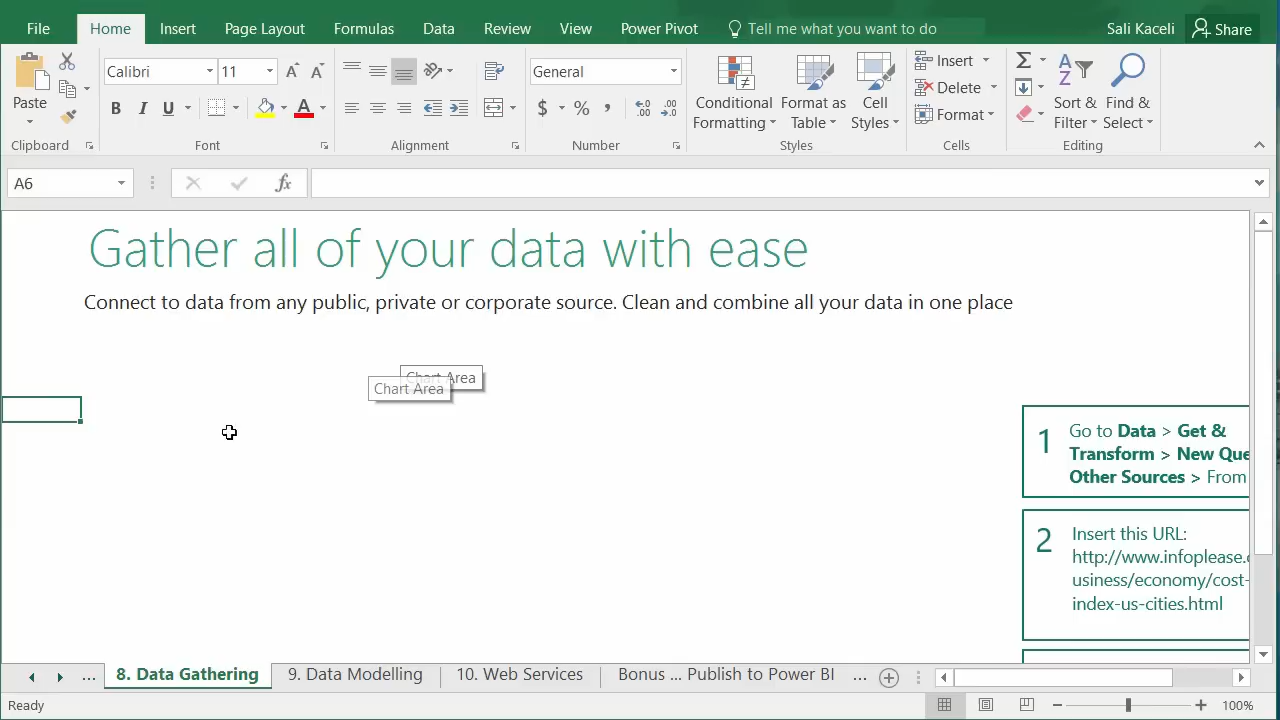 File Home Insert Page Layout Formulas Data Review View Power Pivot Tell me what you want to do Sali Kaceli Share
Paste
Clipboard
Calibri 11
B I U A
Font
Alignment
General
$ % ,
Number
Conditional Formatting
Format as Table
Cell Styles
Styles
Insert
Delete
Format
Cells
Sort & Filter
Find & Select
Editing
A6 fx
Gather all of your data with ease
Connect to data from any public, private or corporate source. Clean and combine all your data in one place
Chart Area
Chart Area
1 Go to Data > Get &
Transform > New Que
Other Sources > From
2 Insert this URL:
http://www.infoplease.
usiness/economy/cost-
index-us-cities.html
... 8. Data Gathering 9. Data Modelling 10. Web Services Bonus ... Publish to Power BI ...
Ready 100%